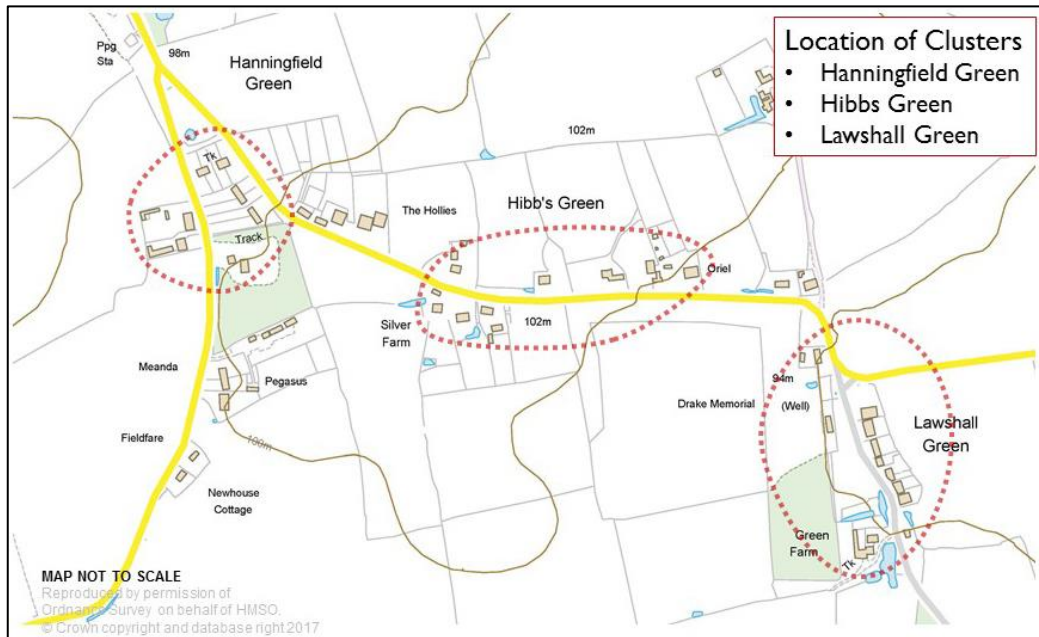 Location of Clusters
• Hanningfield Green
• Hibbs Green
• Lawshall Green
Ppg
Sta
98m
Hanningfield
Green
102m
Tk
The Hollies
Hibb's Green
Track
Oriel
Silver
Farm
102m
Meanda
Pegasus
94m
Drake Memorial
(Well)
Lawshall
Green
Fieldfare
100m
Newhouse
Cottage
Green
Farm
Tk
MAP NOT TO SCALE
Reproduced by permission of
Ordnance Survey on behalf of HMSO.
© Crown copyright and database right 2017